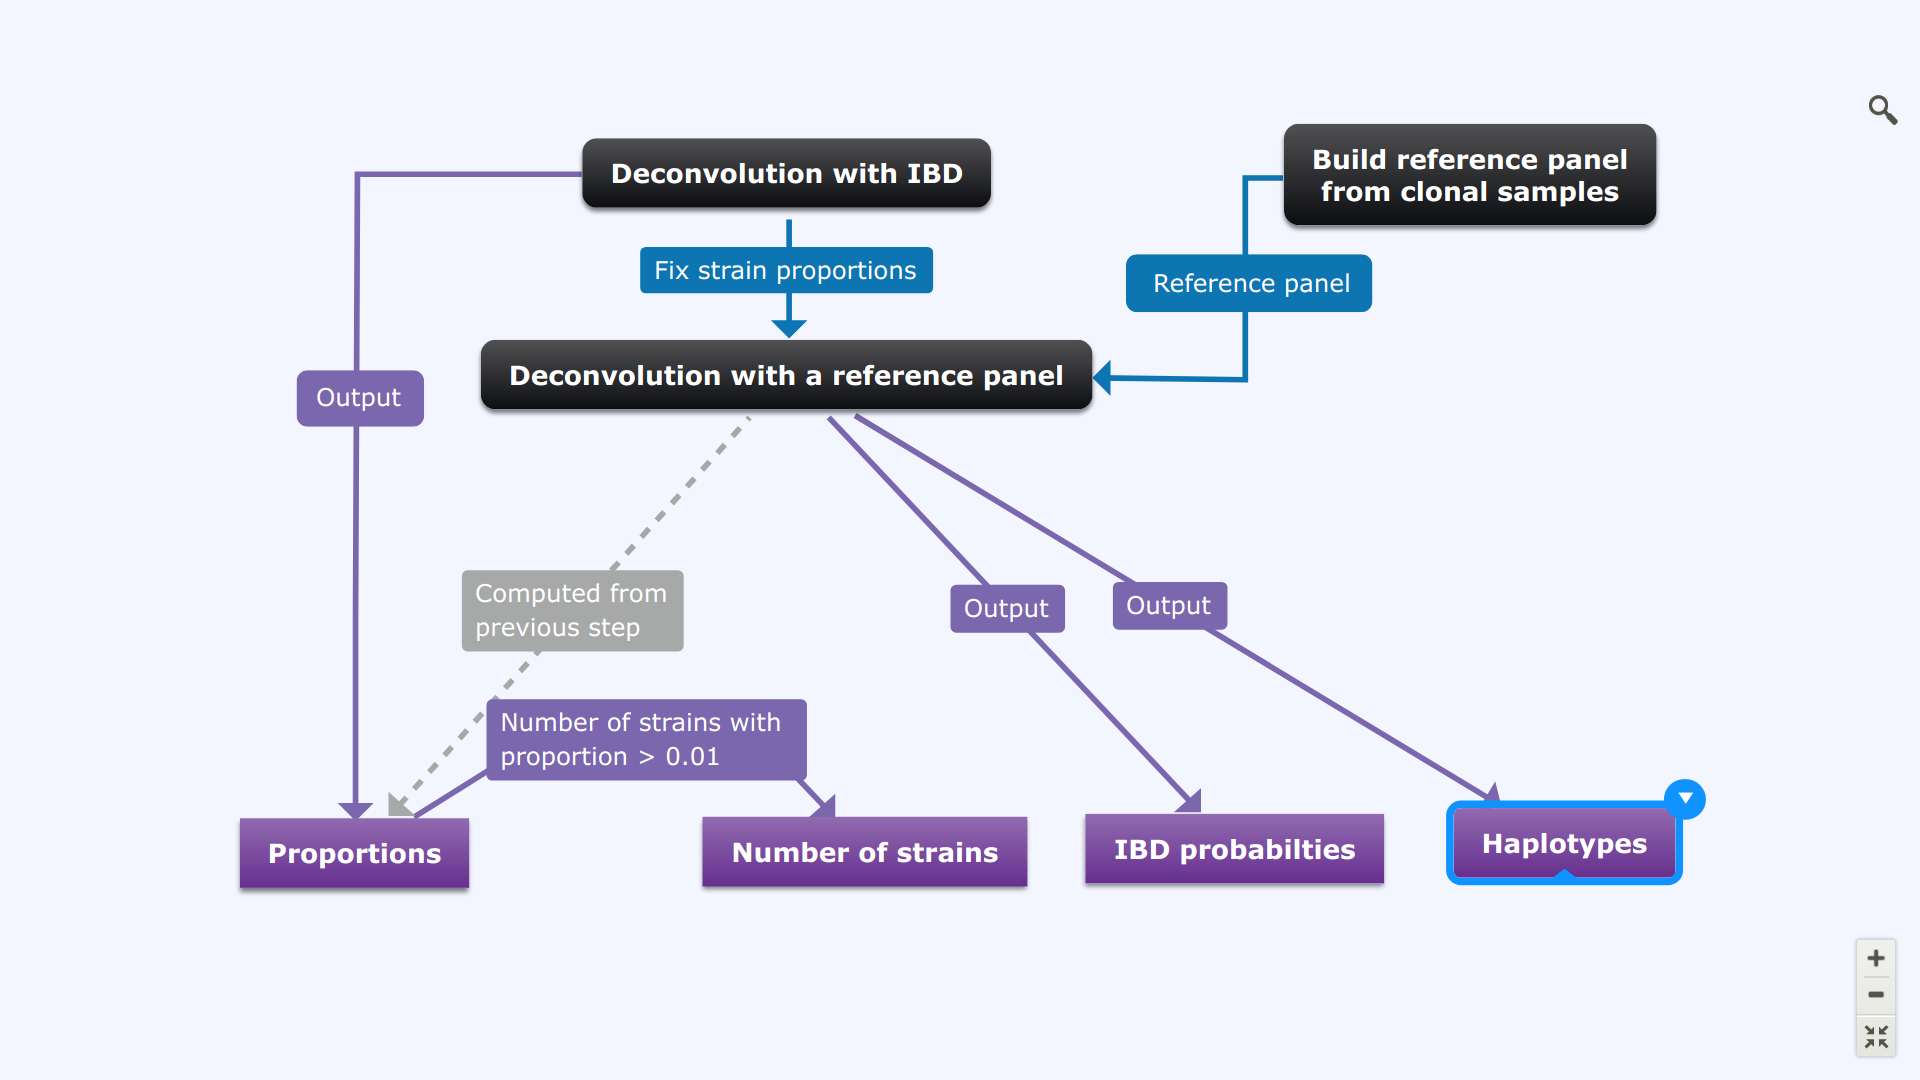 Deconvolution with IBD
Build reference panel
from clonal samples
Fix strain proportions
Reference panel
Deconvolution with a reference panel
Output
Computed from
previous step
Output
Output
Number of strains with
proportion > 0.01
Proportions
Number of strains
IBD probabilties
Haplotypes